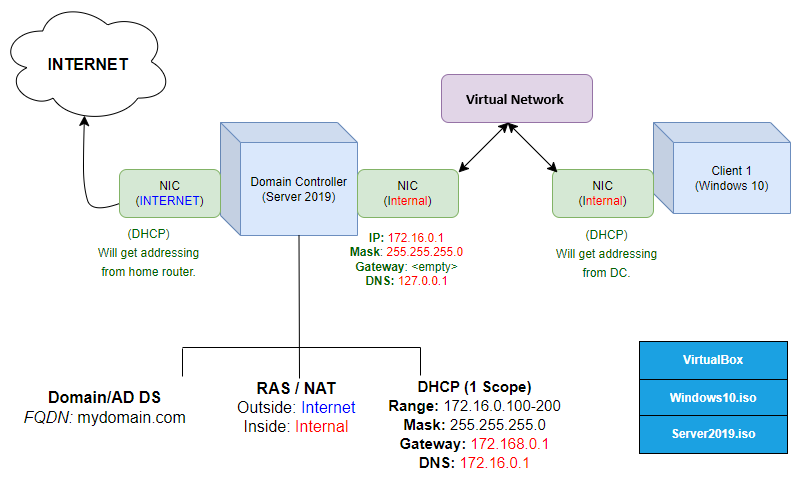 INTERNET
Virtual Network
NIC
(INTERNET)
Domain Controller
(Server 2019)
NIC
(Internal)
NIC
(Internal)
Client 1
(Windows 10)
(DHCP)
Will get addressing
from home router.
IP: 172.16.0.1
Mask: 255.255.255.0
Gateway: <empty>
DNS: 127.0.0.1
(DHCP)
Will get addressing
from DC.
Domain/AD DS
FQDN: mydomain.com
RAS / NAT
Outside: Internet
Inside: Internal
DHCP (1 Scope)
Range: 172.16.0.100-200
Mask: 255.255.255.0
Gateway: 172.168.0.1
DNS: 172.16.0.1
VirtualBox
Windows10.iso
Server2019.iso